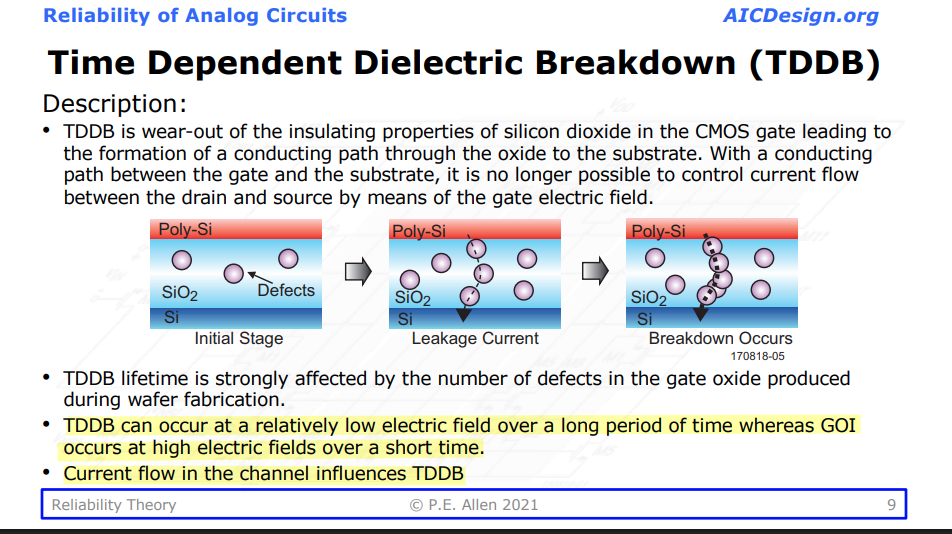 Reliability of Analog Circuits
AICDesign.org
Time Dependent Dielectric Breakdown (TDDB)
Description:
• TDDB is wear-out of the insulating properties of silicon dioxide in the CMOS gate leading to
the formation of a conducting path through the oxide to the substrate. With a conducting
path between the gate and the substrate, it is no longer possible to control current flow
between the drain and source by means of the gate electric field.
Poly-Si
SiO2
Defects
Si
Initial Stage
Poly-Si
SiO2
Si
Leakage Current
Poly-Si
SiO2
Si
Breakdown Occurs
170818-05
• TDDB lifetime is strongly affected by the number of defects in the gate oxide produced
during wafer fabrication.
• TDDB can occur at a relatively low electric field over a long period of time whereas GOI
occurs at high electric fields over a short time.
• Current flow in the channel influences TDDB
Reliability Theory
© P.E. Allen 2021
9